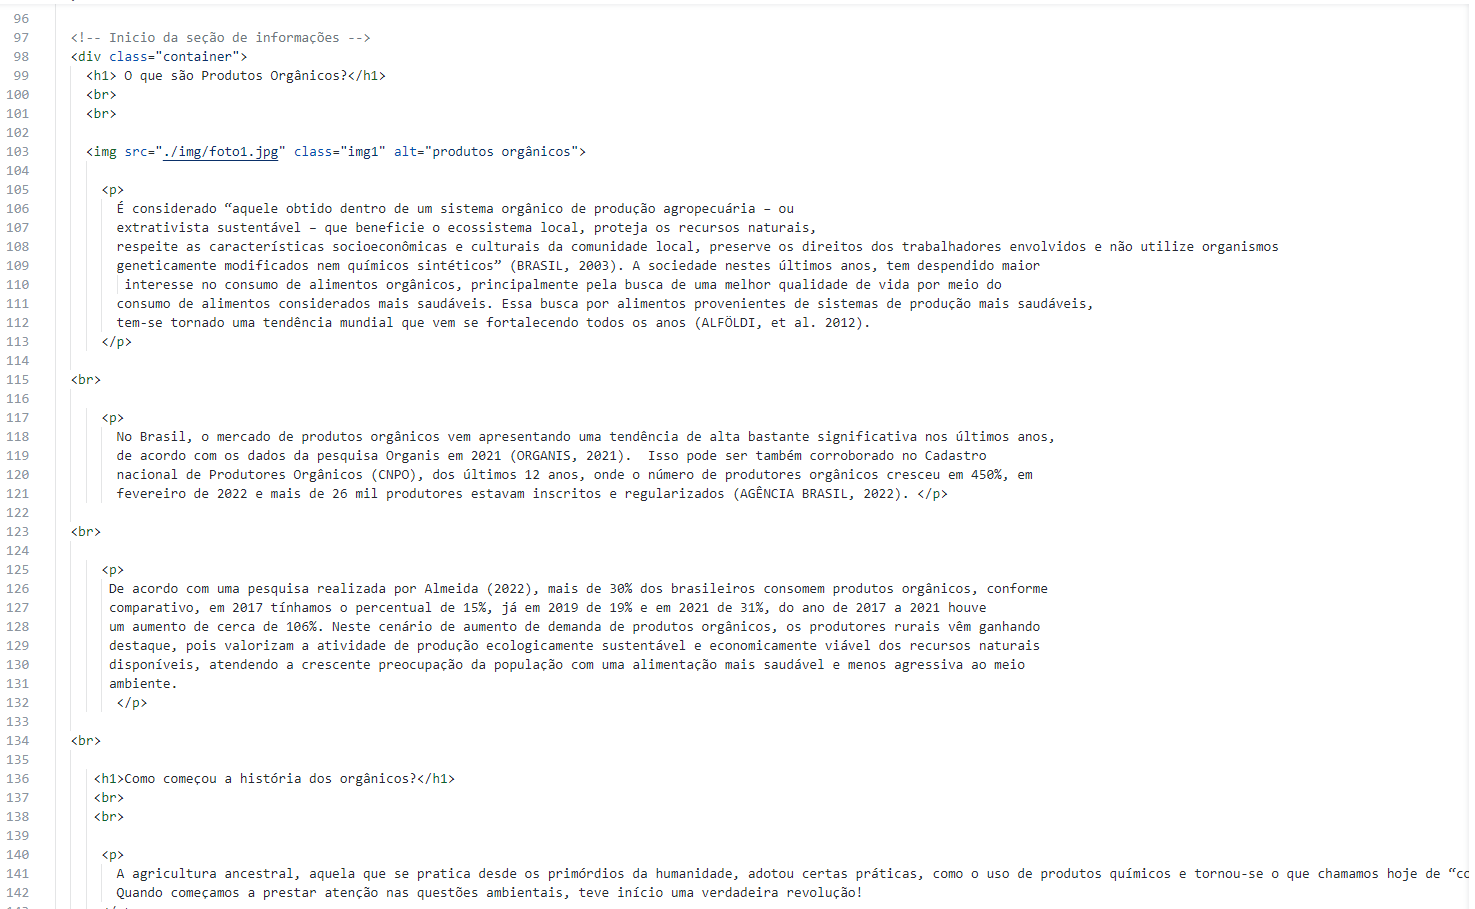 96
97 <!-- Inicio da seção de informações -->
98 <div class="container">
99 <h1> O que são Produtos Orgânicos?</h1>
100 <br>
101 <br>
102
103 <img src="./img/foto1.jpg" class="img1" alt="produtos orgânicos">
104
105 <p>
106 É considerado “aquele obtido dentro de um sistema orgânico de produção agropecuária – ou
107 extrativista sustentável – que beneficie o ecossistema local, proteja os recursos naturais,
108 respeite as características socioeconômicas e culturais da comunidade local, preserve os direitos dos trabalhadores envolvidos e não utilize organismos
109 geneticamente modificados nem químicos sintéticos” (BRASIL, 2003). A sociedade nestes últimos anos, tem despendido maior
110 interesse no consumo de alimentos orgânicos, principalmente pela busca de uma melhor qualidade de vida por meio do
111 consumo de alimentos considerados mais saudáveis. Essa busca por alimentos provenientes de sistemas de produção mais saudáveis,
112 tem-se tornado uma tendência mundial que vem se fortalecendo todos os anos (ALFÖLDI, et al. 2012).
113 </p>
114
115 <br>
116
117 <p>
118 No Brasil, o mercado de produtos orgânicos vem apresentando uma tendência de alta bastante significativa nos últimos anos,
119 de acordo com os dados da pesquisa Organis em 2021 (ORGANIS, 2021).  Isso pode ser também corroborado no Cadastro
120 nacional de Produtores Orgânicos (CNPO), dos últimos 12 anos, onde o número de produtores orgânicos cresceu em 450%, em
121 fevereiro de 2022 e mais de 26 mil produtores estavam inscritos e regularizados (AGÊNCIA BRASIL, 2022). </p>
122
123 <br>
124
125 <p>
126 De acordo com uma pesquisa realizada por Almeida (2022), mais de 30% dos brasileiros consomem produtos orgânicos, conforme
127 comparativo, em 2017 tínhamos o percentual de 15%, já em 2019 de 19% e em 2021 de 31%, do ano de 2017 a 2021 houve
128 um aumento de cerca de 106%. Neste cenário de aumento de demanda de produtos orgânicos, os produtores rurais vêm ganhando
129 destaque, pois valorizam a atividade de produção ecologicamente sustentável e economicamente viável dos recursos naturais
130 disponíveis, atendendo a crescente preocupação da população com uma alimentação mais saudável e menos agressiva ao meio
131 ambiente.
132 </p>
133
134 <br>
135
136 <h1>Como começou a história dos orgânicos?</h1>
137 <br>
138 <br>
139
140 <p>
141 A agricultura ancestral, aquela que se pratica desde os primórdios da humanidade, adotou certas práticas, como o uso de produtos químicos e tornou-se o que chamamos hoje de “co
142 Quando começamos a prestar atenção nas questões ambientais, teve início uma verdadeira revolução!